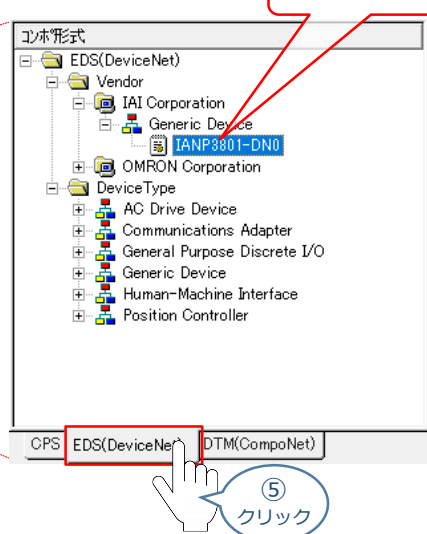 コンポ形式
EDS(DeviceNet)
Vendor
IAI Corporation
Generic Device
IANP3801-DN0
OMRON Corporation
DeviceType
AC Drive Device
Communications Adapter
General Purpose Discrete I/O
Generic Device
Human-Machine Interface
Position Controller
CPS EDS(DeviceNet) DTM(CompoNet)
⑤
クリック